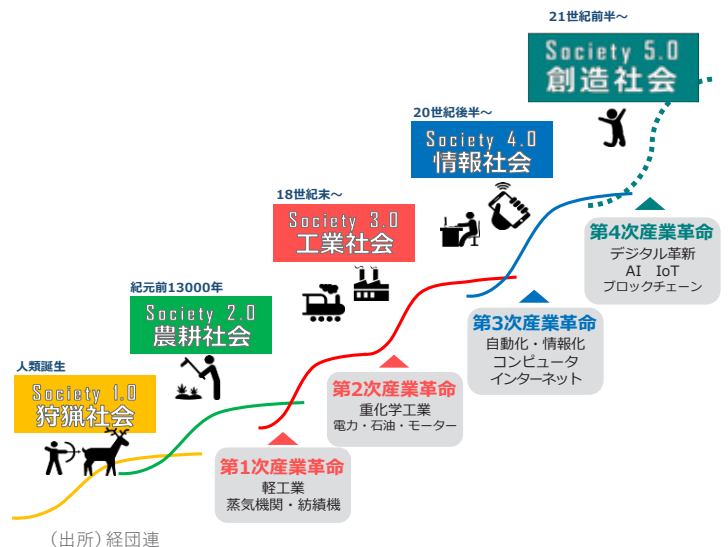 21世紀前半～
Society 5.0
創造社会
20世紀後半～
Society 4.0
情報社会
18世紀末～
Society 3.0
工業社会
紀元前13000年
Society 2.0
農耕社会
人類誕生
Society 1.0
狩猟社会
第4次産業革命
デジタル革新
AI IoT
ブロックチェーン
第3次産業革命
自動化・情報化
コンピュータ
インターネット
第2次産業革命
重化学工業
電力・石油・モーター
第1次産業革命
軽工業
蒸気機関・紡績機
（出所）経団連